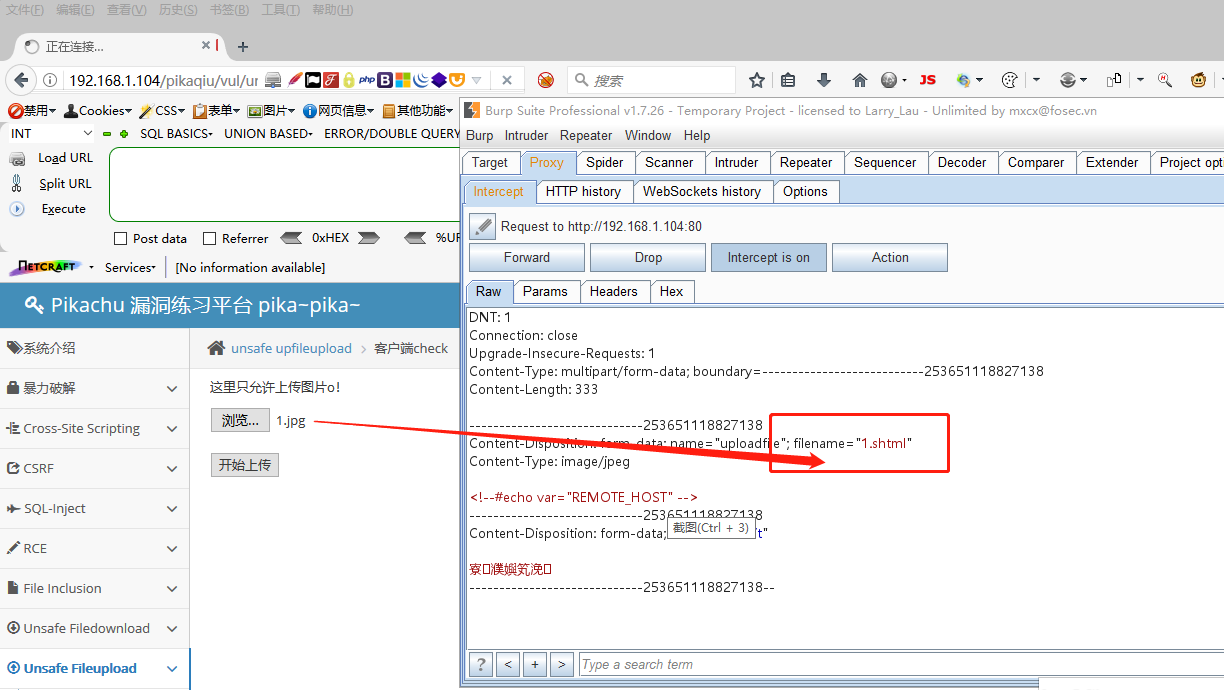 文件(F) 编辑(E) 查看(V) 历史(S) 书签(B) 工具(T) 帮助(H)
正在连接...
192.168.1.104/pikaqiu/vul/ur
php
搜索
JS
禁用 Cookies CSS 表单 图片 网页信息 其他功能
INT SQL BASICS UNION BASED ERROR/DOUBLE QUERY
Load URL
Split URL
Execute
Post data Referrer 0xHEX %UR
NETCRAFT Services [No information available]
Pikachu 漏洞练习平台 pika~pika~
系统介绍
暴力破解
Cross-Site Scripting
CSRF
SQL-Inject
RCE
File Inclusion
Unsafe Filedownload
Unsafe Fileupload
unsafe upfileupload > 客户端check
这里只允许上传图片o!
浏览... 1.jpg
开始上传
Burp Suite Professional v1.7.26 - Temporary Project - licensed to Larry_Lau - Unlimited by mxcx@fosec.vn
Burp Intruder Repeater Window Help
Target Proxy Spider Scanner Intruder Repeater Sequencer Decoder Comparer Extender Project opt
Intercept HTTP history WebSockets history Options
Request to http://192.168.1.104:80
Forward Drop Intercept is on Action
Raw Params Headers Hex
DNT: 1
Connection: close
Upgrade-Insecure-Requests: 1
Content-Type: multipart/form-data; boundary=---------------------------253651118827138
Content-Length: 333
-----------------------------253651118827138
Content-Disposition: form-data; name="uploadfile"; filename="1.shtml"
Content-Type: image/jpeg
<!--#echo var="REMOTE_HOST" -->
-----------------------------253651118827138
Content-Disposition: form-data; t"
截图(Ctrl + 3)
-----------------------------253651118827138--
? < + > Type a search term